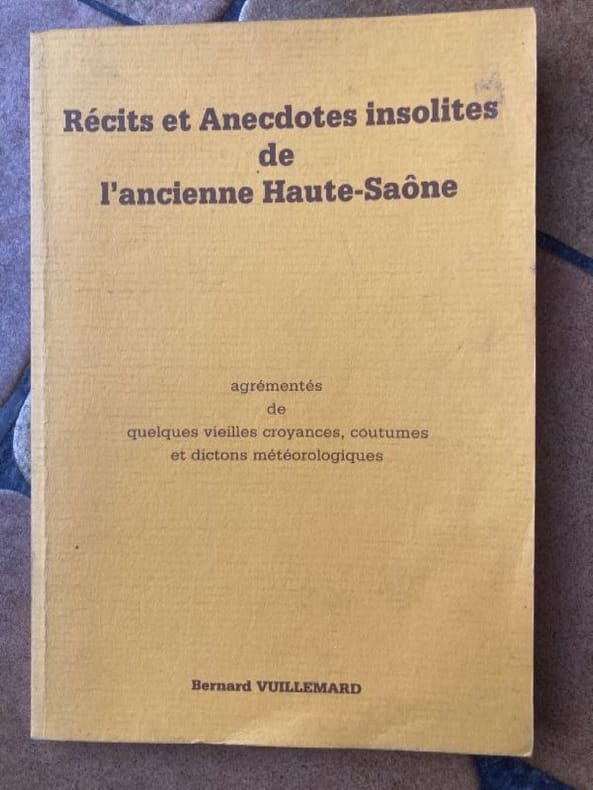 Récits et Anecdotes insolites
de
l'ancienne Haute-Saône
agrémentés
de
quelques vieilles croyances, coutumes
et dictons météorologiques
Bernard VUILLEMARD